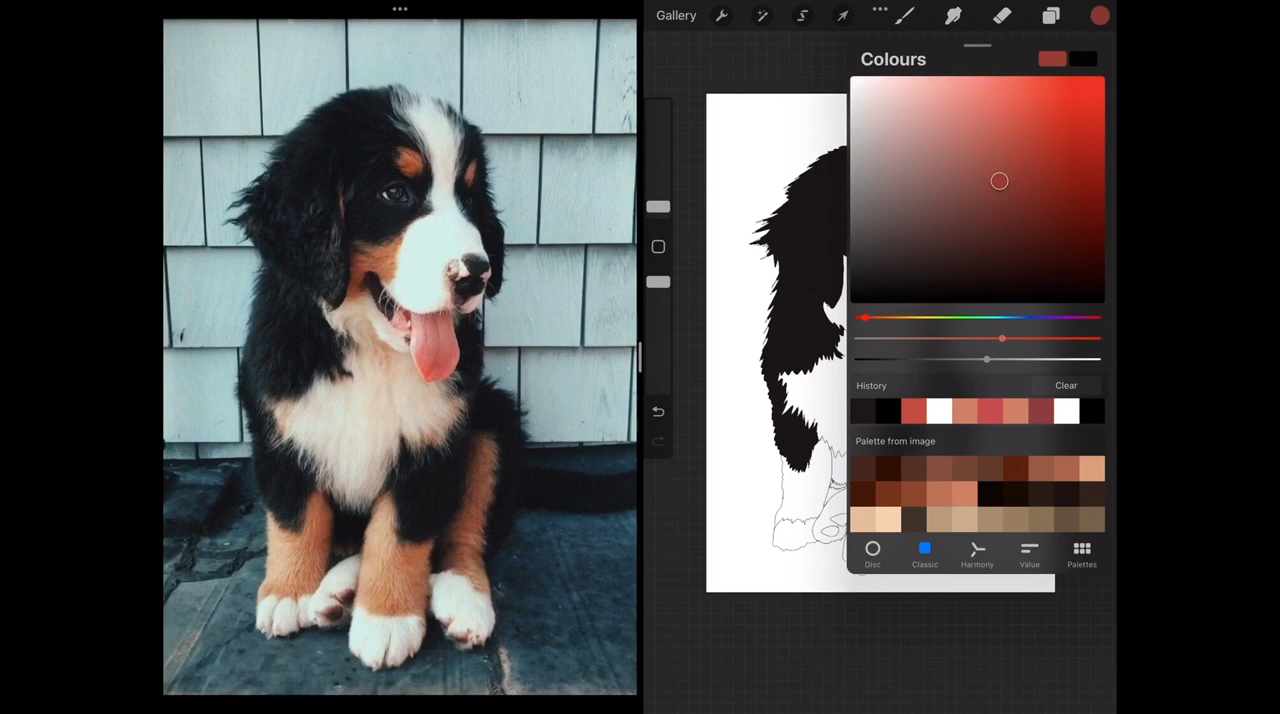 Gallery
Colours
History
Clear
Palette from image
Disc
Classic
Harmony
Value
Palettes